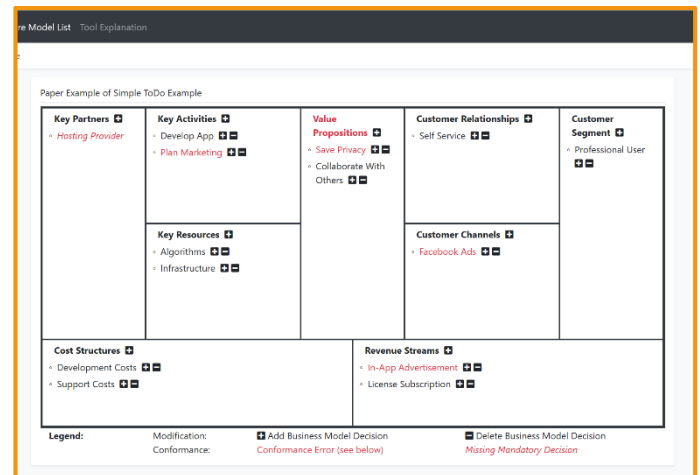 re Model List Tool Explanation
e
Paper Example of Simple ToDo Example
Key Partners
Hosting Provider
Key Activities
Develop App
Plan Marketing
Value
Propositions
Save Privacy
Collaborate With
Others
Customer Relationships
Self Service
Customer
Segment
Professional User
Key Resources
Algorithms
Infrastructure
Customer Channels
Facebook Ads
Cost Structures
Development Costs
Support Costs
Revenue Streams
In-App Advertisement
License Subscription
Legend:
Modification:
Add Business Model Decision
Delete Business Model Decision
Conformance:
Conformance Error (see below)
Missing Mandatory Decision